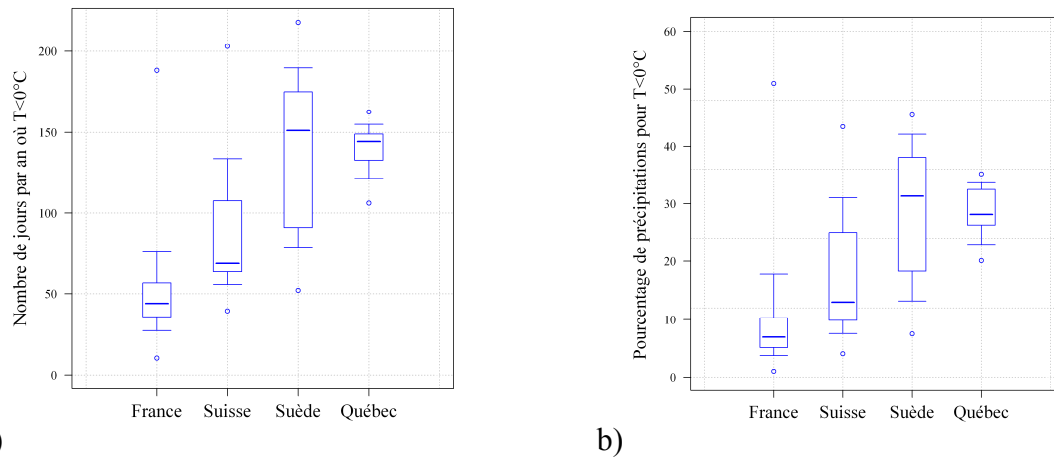 Nombre de jours par an où T<0°C
200
150
100
50
0
France Suisse Suède Québec
)
Pourcentage de précipitations pour T<0°C
60
50
40
30
20
10
0
France Suisse Suède Québec
b)